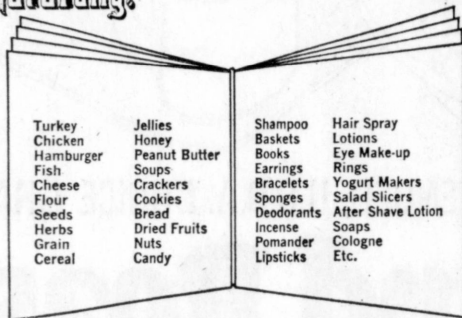 Turkey
Chicken
Hamburger
Fish
Cheese
Flour
Seeds
Herbs
Grain
Cereal
Jellies
Honey
Peanut Butter
Soups
Crackers
Cookies
Bread
Dried Fruits
Nuts
Candy
Shampoo
Baskets
Books
Earrings
Bracelets
Sponges
Deodorants
Incense
Pomander
Lipsticks
Hair Spray
Lotions
Eye Make-up
Rings
Yogurt Makers
Salad Slicers
After Shave Lotion
Soaps
Cologne
Etc.